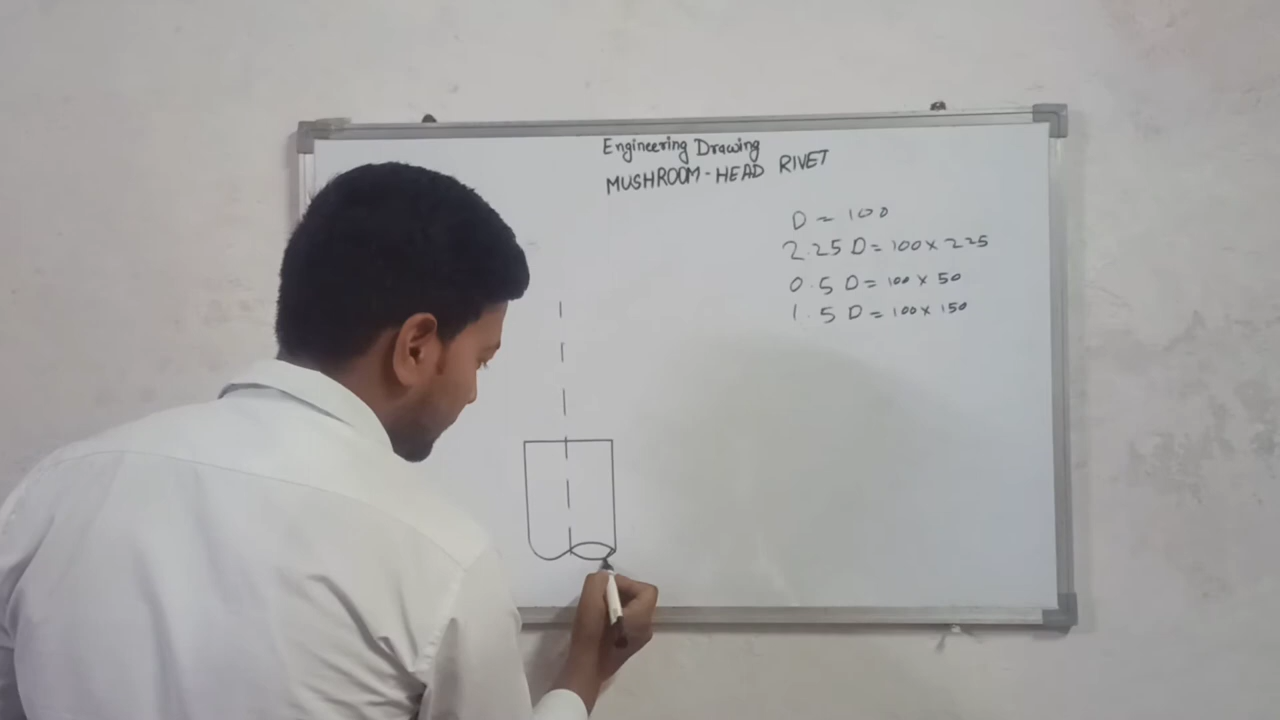 Engineering Drawing
MUSHROOM-HEAD RIVET
D = 100
2.25 D = 100 x 225
0.5 D = 100 x 50
1.5 D = 100 x 150